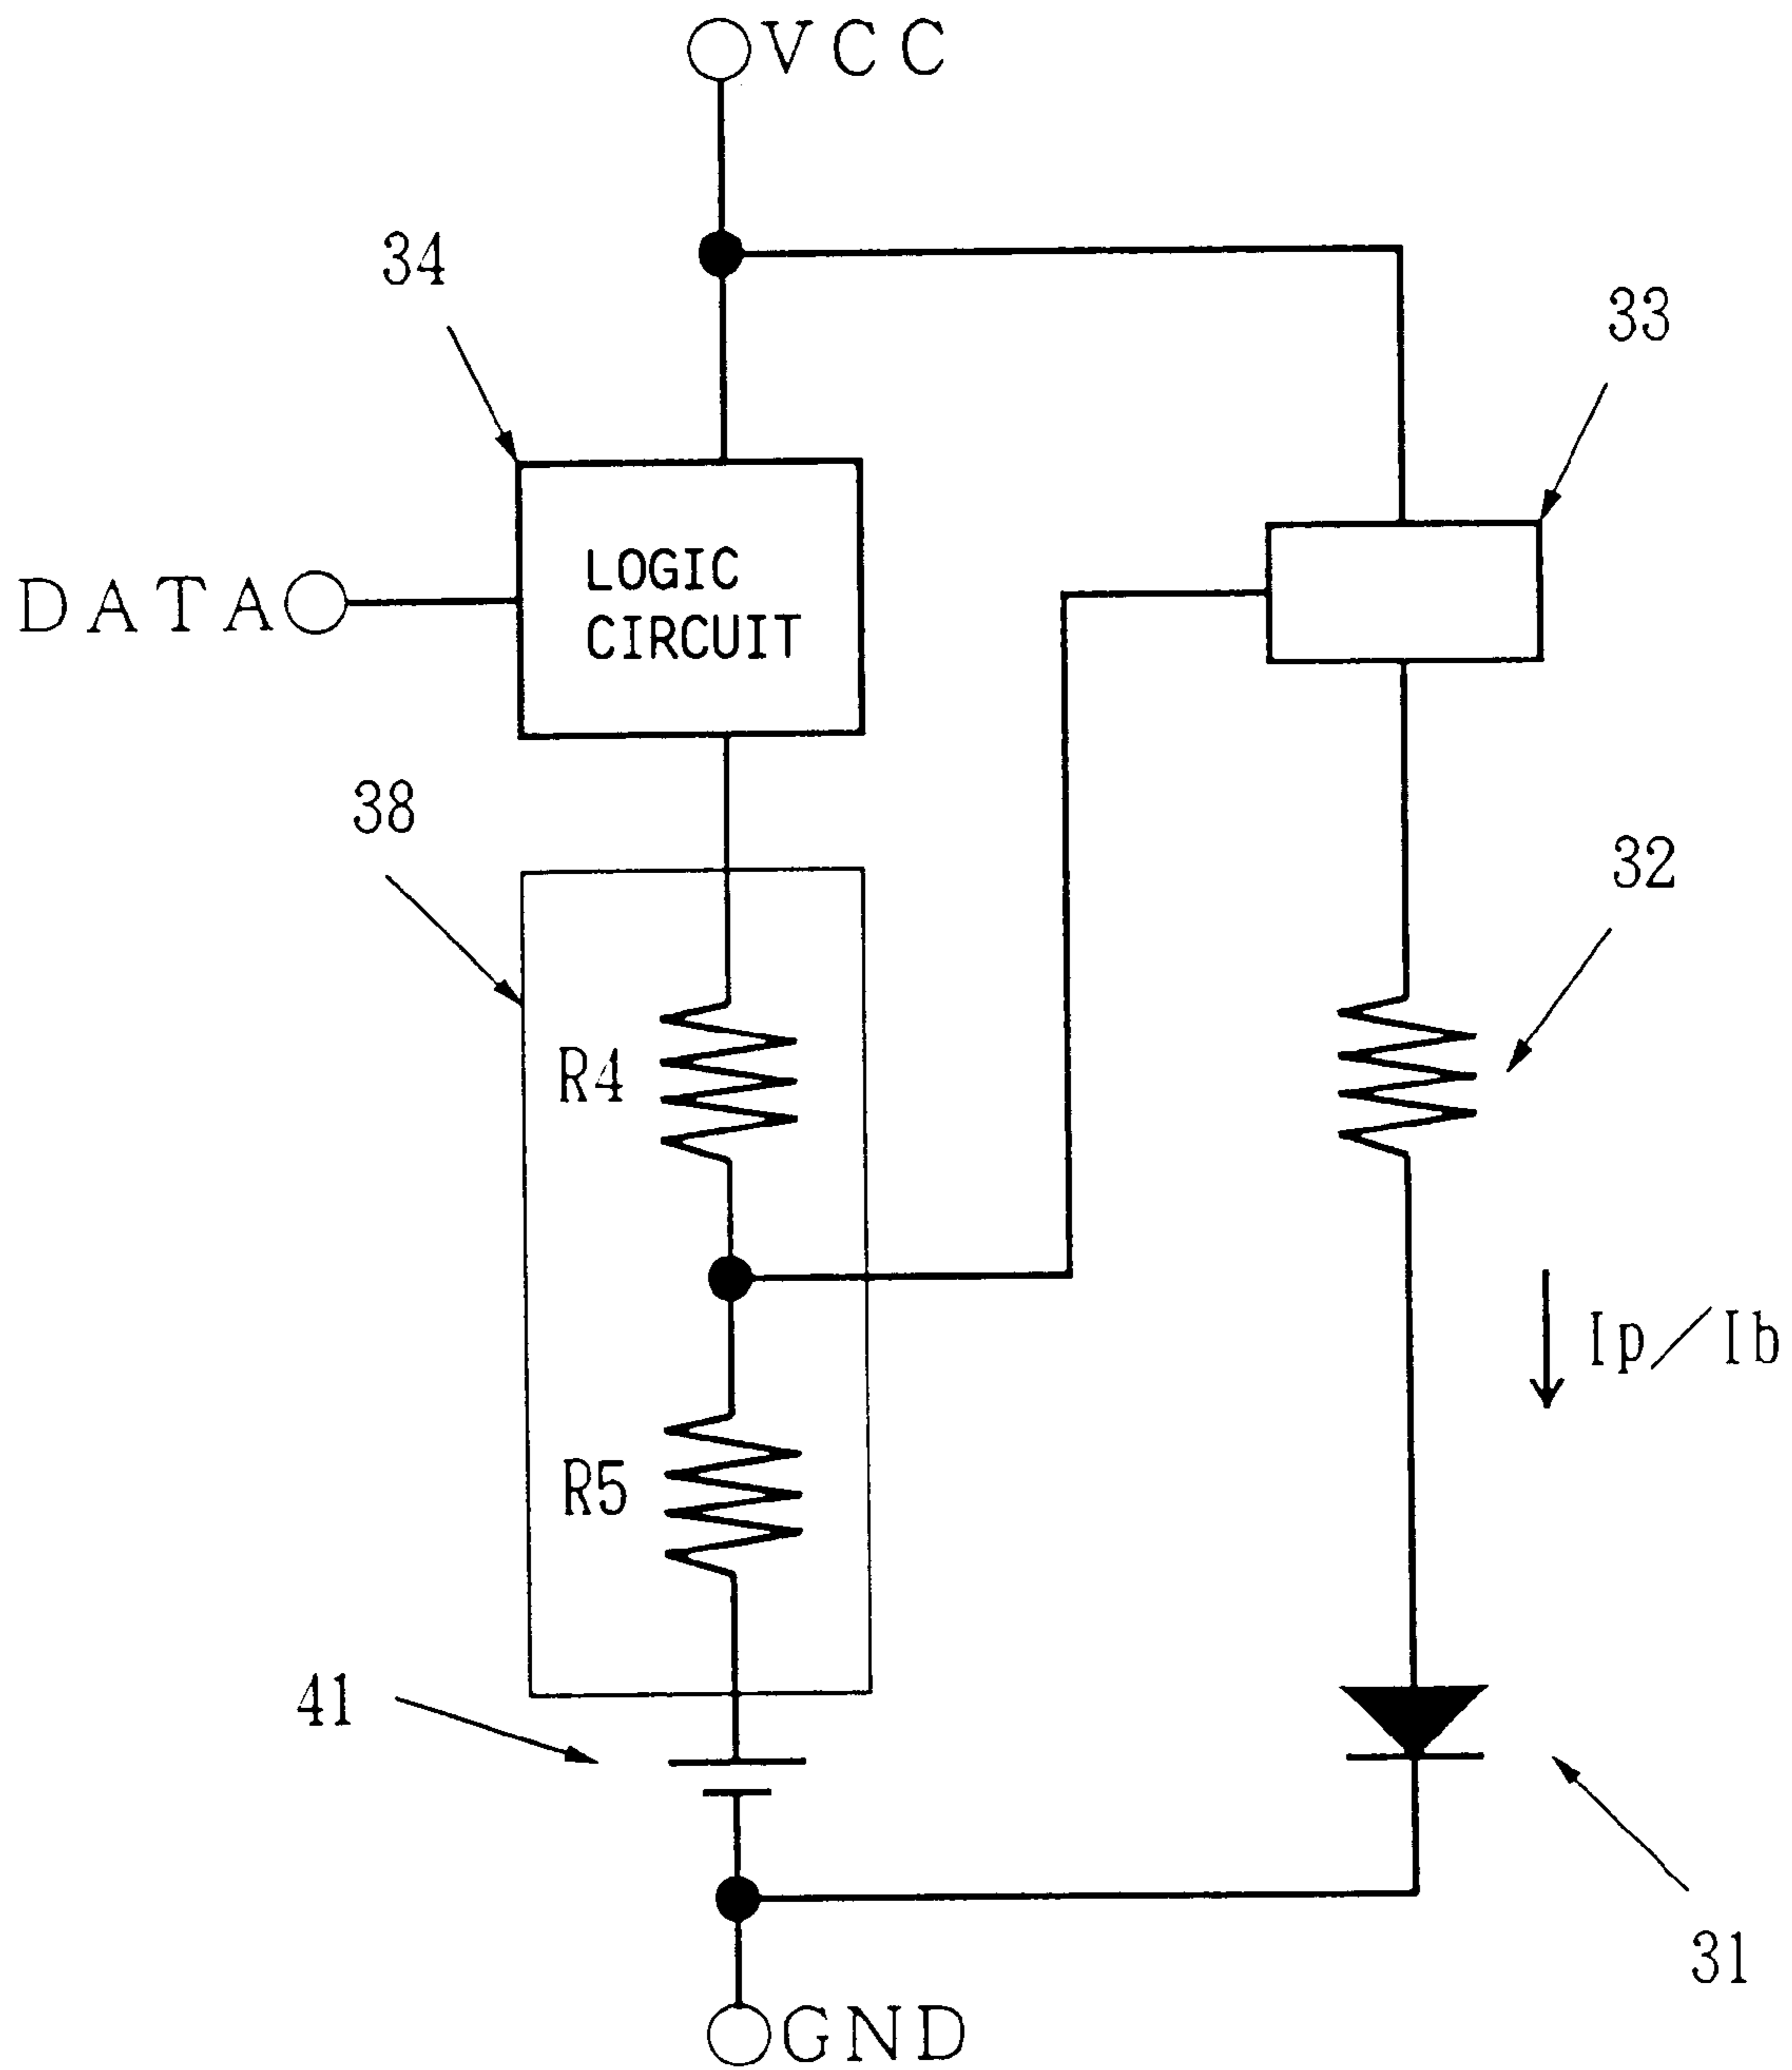 VCC
34
33
DATA
LOGIC
CIRCUIT
38
32
R4
Ip/Ib
R5
41
31
GND